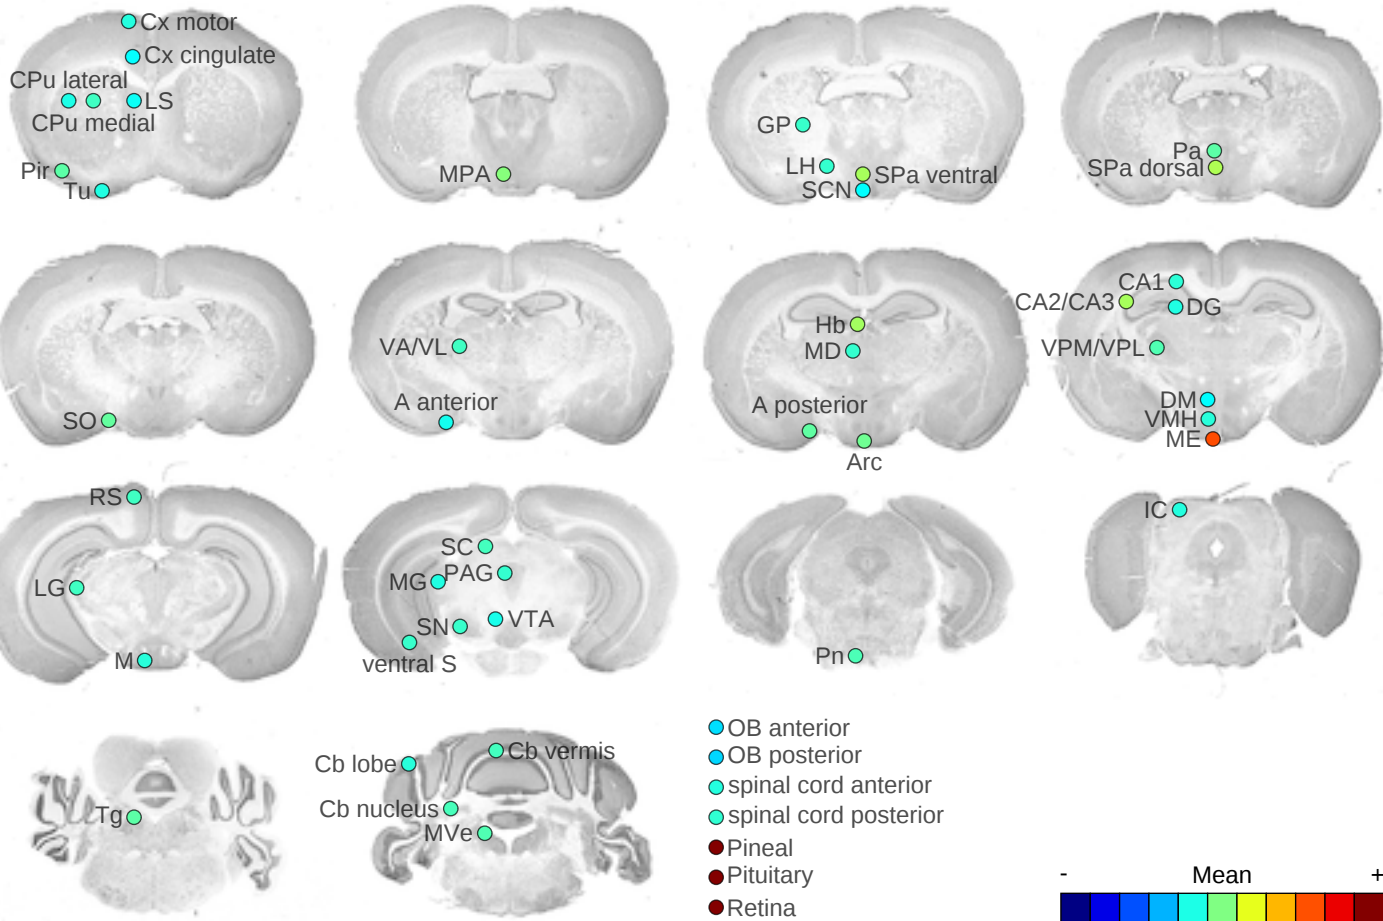 Cx motor
Cx cingulate
CPu lateral
LS
CPu medial
Pir
Tu
MPA
GP
LH
SPa ventral
SCN
Pa
SPa dorsal
SO
VA/VL
A anterior
Hb
MD
A posterior
Arc
CA1
CA2/CA3
DG
VPM/VPL
DM
VMH
ME
RS
LG
M
SC
PAG
MG
VTA
SN
ventral S
Pn
IC
Tg
Cb vermis
Cb lobe
Cb nucleus
MVe
OB anterior
OB posterior
spinal cord anterior
spinal cord posterior
Pineal
Pituitary
Retina
- Mean +